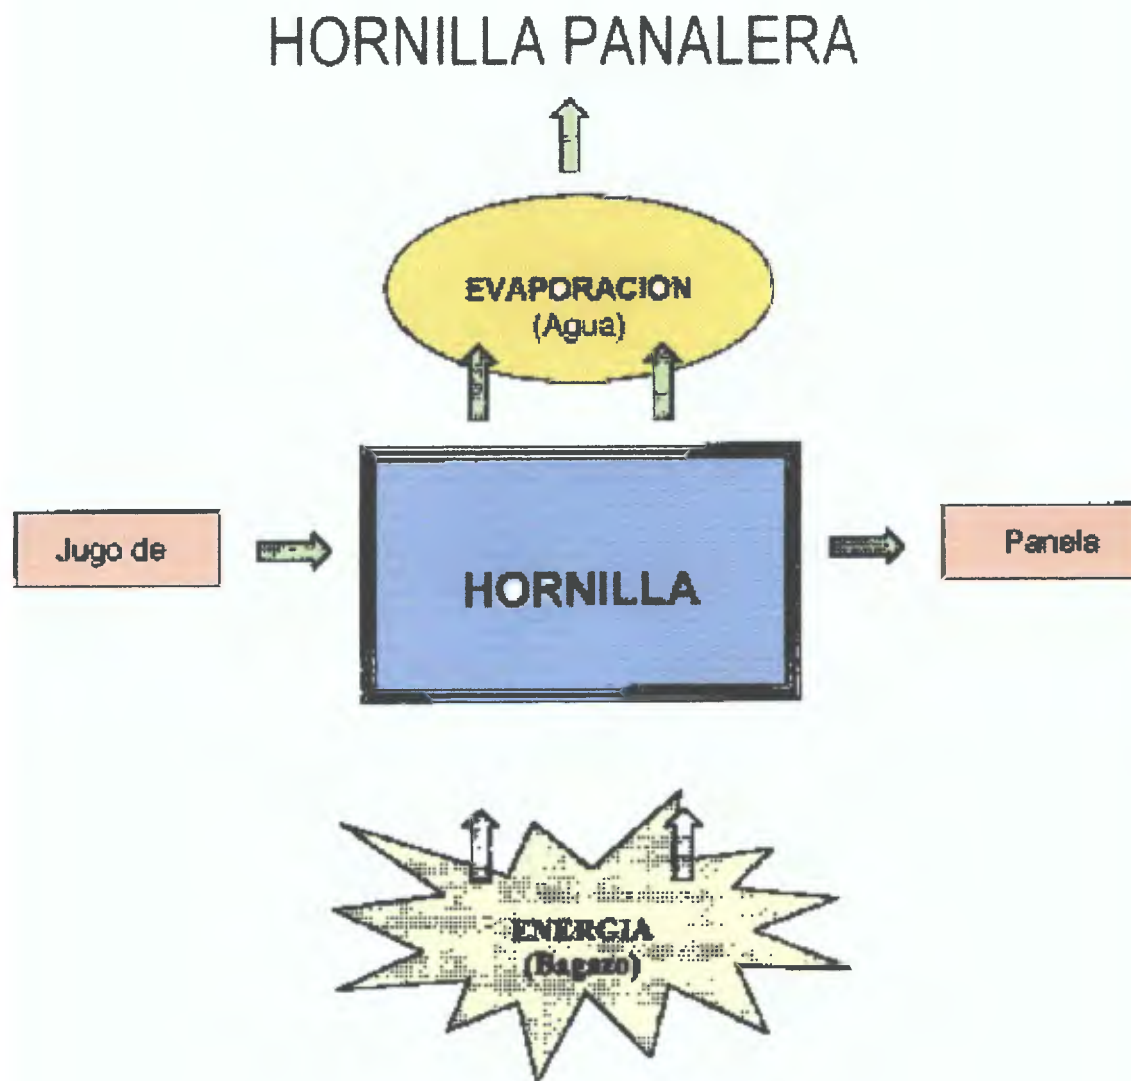 HORNILLA PANALERA
EVAPORACION
(Agua)
Jugo de
HORNILLA
Panela
ENERGIA
(Bagazo)